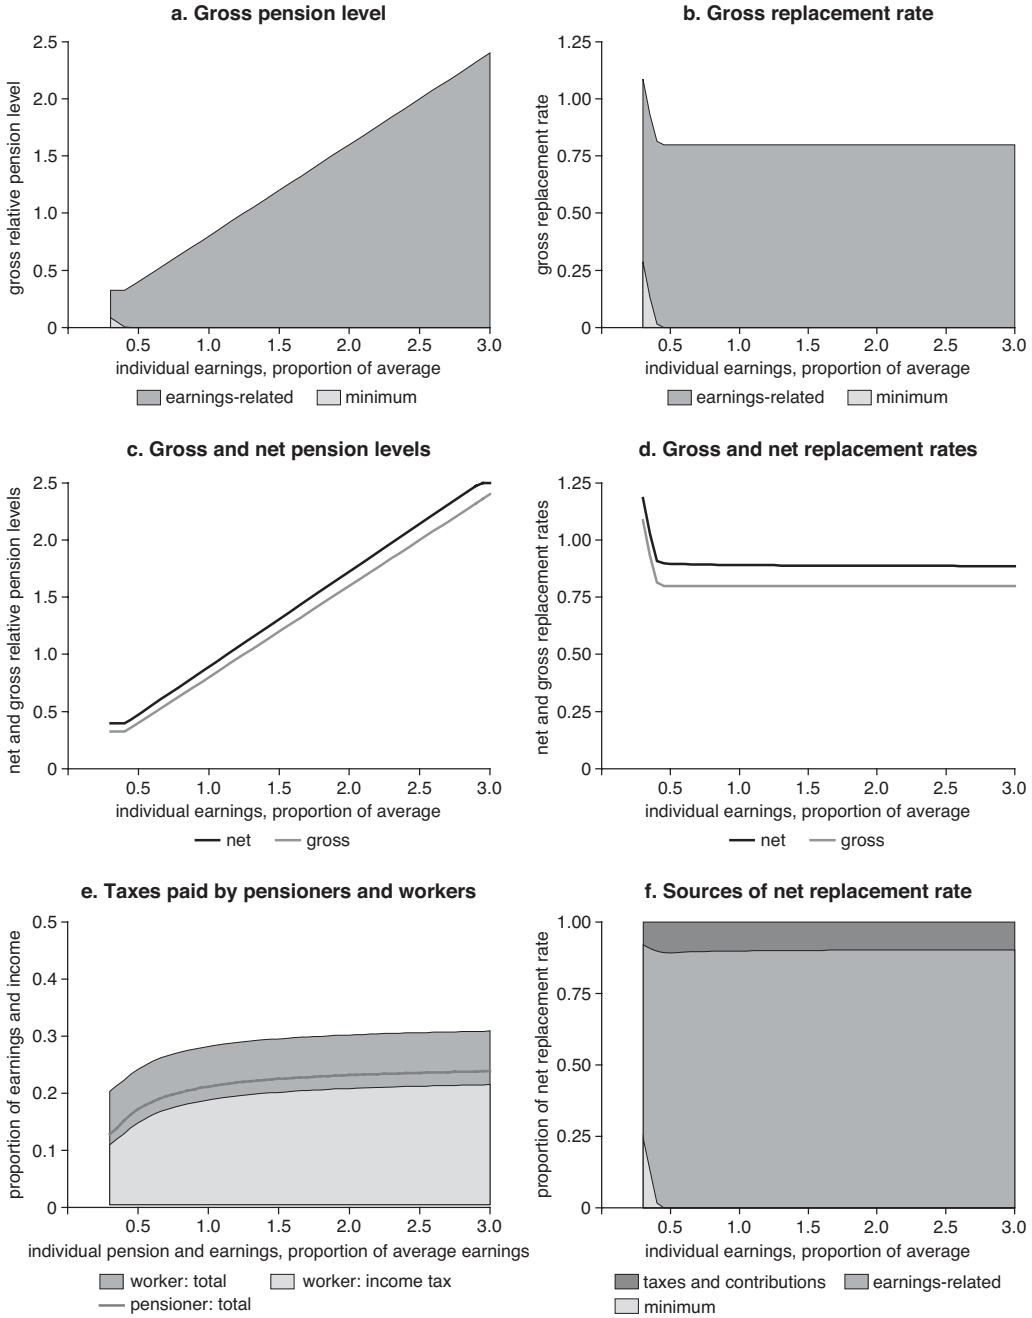 a. Gross pension level
gross relative pension level
2.5
2.0
1.5
1.0
0.5
0
0.5 1.0 1.5 2.0 2.5 3.0
individual earnings, proportion of average
earnings-related minimum
b. Gross replacement rate
gross replacement rate
1.25
1.00
0.75
0.50
0.25
0
0.5 1.0 1.5 2.0 2.5 3.0
individual earnings, proportion of average
earnings-related minimum
c. Gross and net pension levels
net and gross relative pension levels
2.5
2.0
1.5
1.0
0.5
0
0.5 1.0 1.5 2.0 2.5 3.0
individual earnings, proportion of average
net gross
d. Gross and net replacement rates
net and gross replacement rates
1.25
1.00
0.75
0.50
0.25
0
0.5 1.0 1.5 2.0 2.5 3.0
individual earnings, proportion of average
net gross
e. Taxes paid by pensioners and workers
proportion of earnings and income
0.5
0.4
0.3
0.2
0.1
0
0.5 1.0 1.5 2.0 2.5 3.0
individual pension and earnings, proportion of average earnings
worker: total worker: income tax
pensioner: total
f. Sources of net replacement rate
proportion of net replacement rate
1.00
0.75
0.50
0.25
0
0.5 1.0 1.5 2.0 2.5 3.0
individual earnings, proportion of average
taxes and contributions earnings-related
minimum